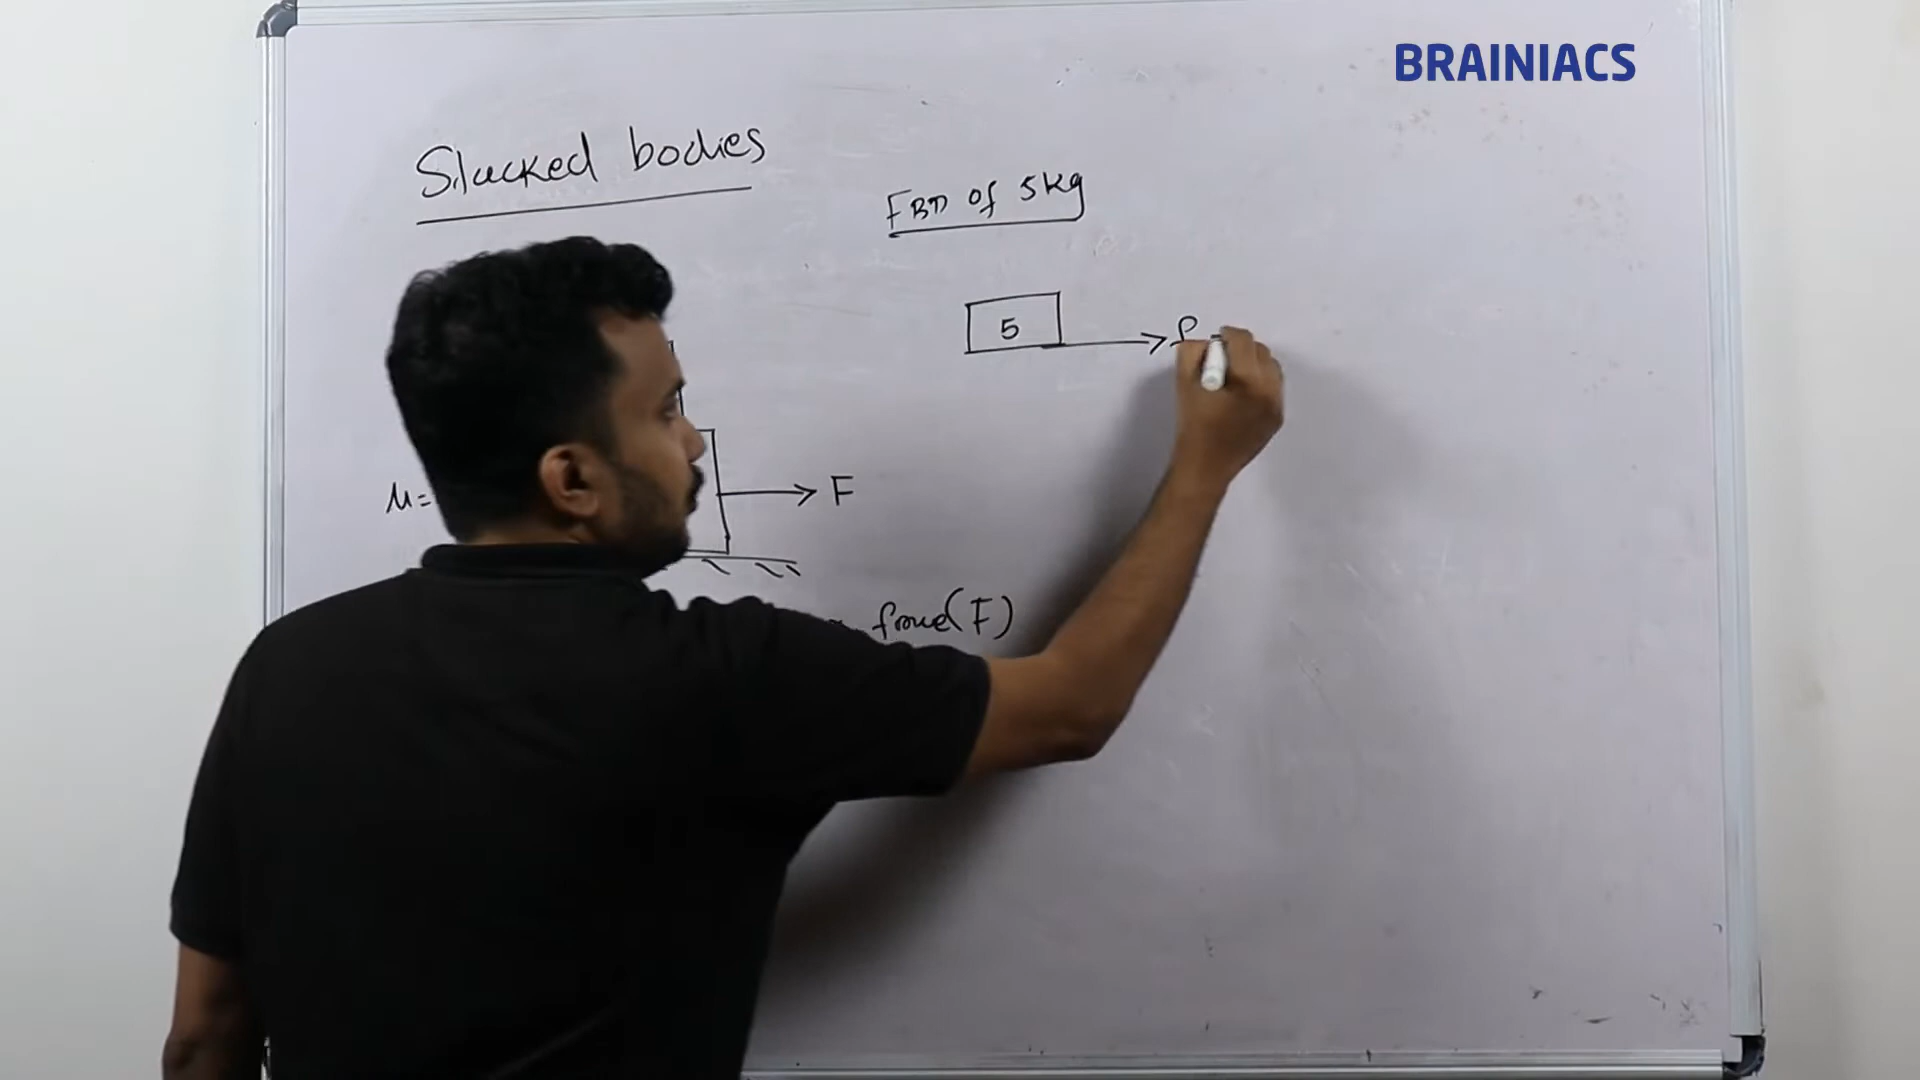 BRAINIACS
Stacked bodies
FBD of 5kg
5
F
μ=
force(F)